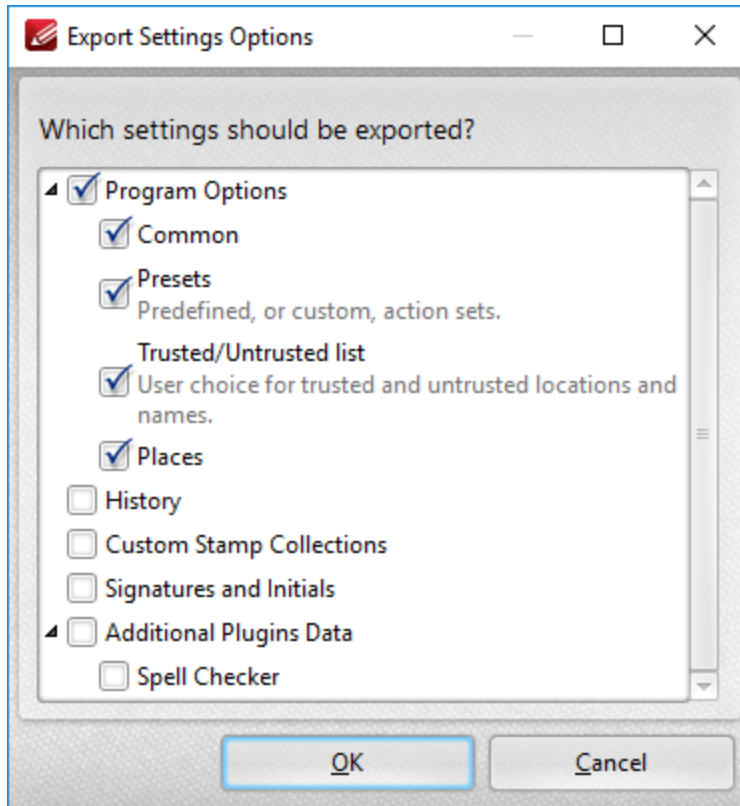 Export Settings Options
Which settings should be exported?
Program Options
Common
Presets
Predefined, or custom, action sets.
Trusted/Untrusted list
User choice for trusted and untrusted locations and
names.
Places
History
Custom Stamp Collections
Signatures and Initials
Additional Plugins Data
Spell Checker
OK
Cancel